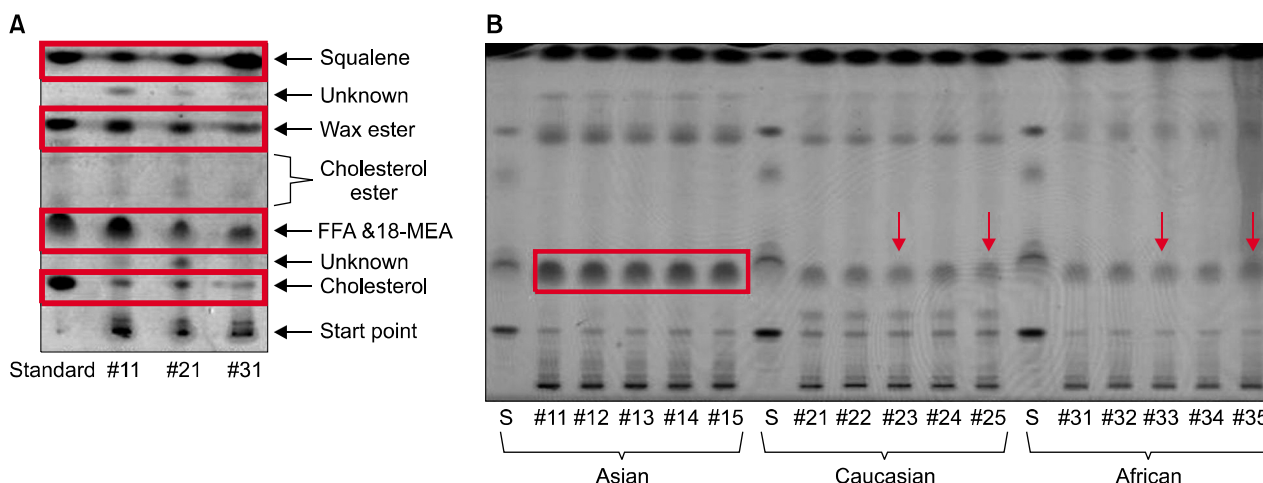 A
Squalene
Unknown
Wax ester
Cholesterol
ester
FFA &18-MEA
Unknown
Cholesterol
Start point
Standard #11 #21 #31
B
S #11 #12 #13 #14 #15 S #21 #22 #23 #24 #25 S #31 #32 #33 #34 #35
Asian Caucasian African